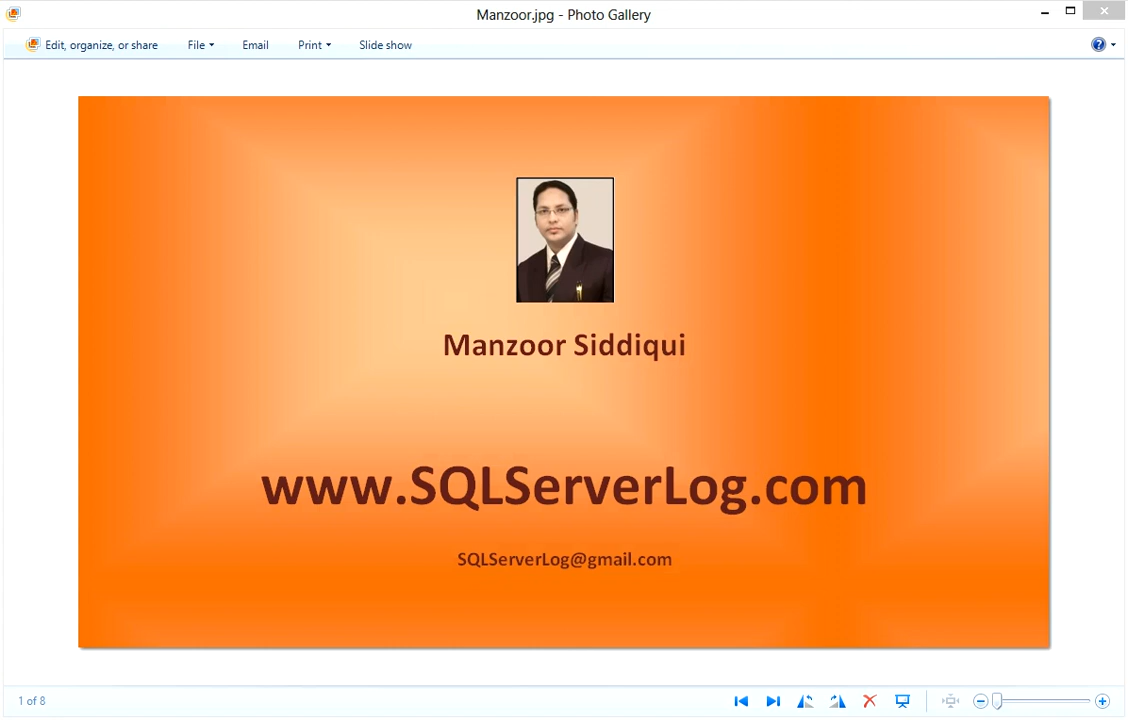 Manzoor.jpg - Photo Gallery
Edit, organize, or share File Email Print Slide show
Manzoor Siddiqui
www.SQLServerLog.com
SQLServerLog@gmail.com
1 of 8